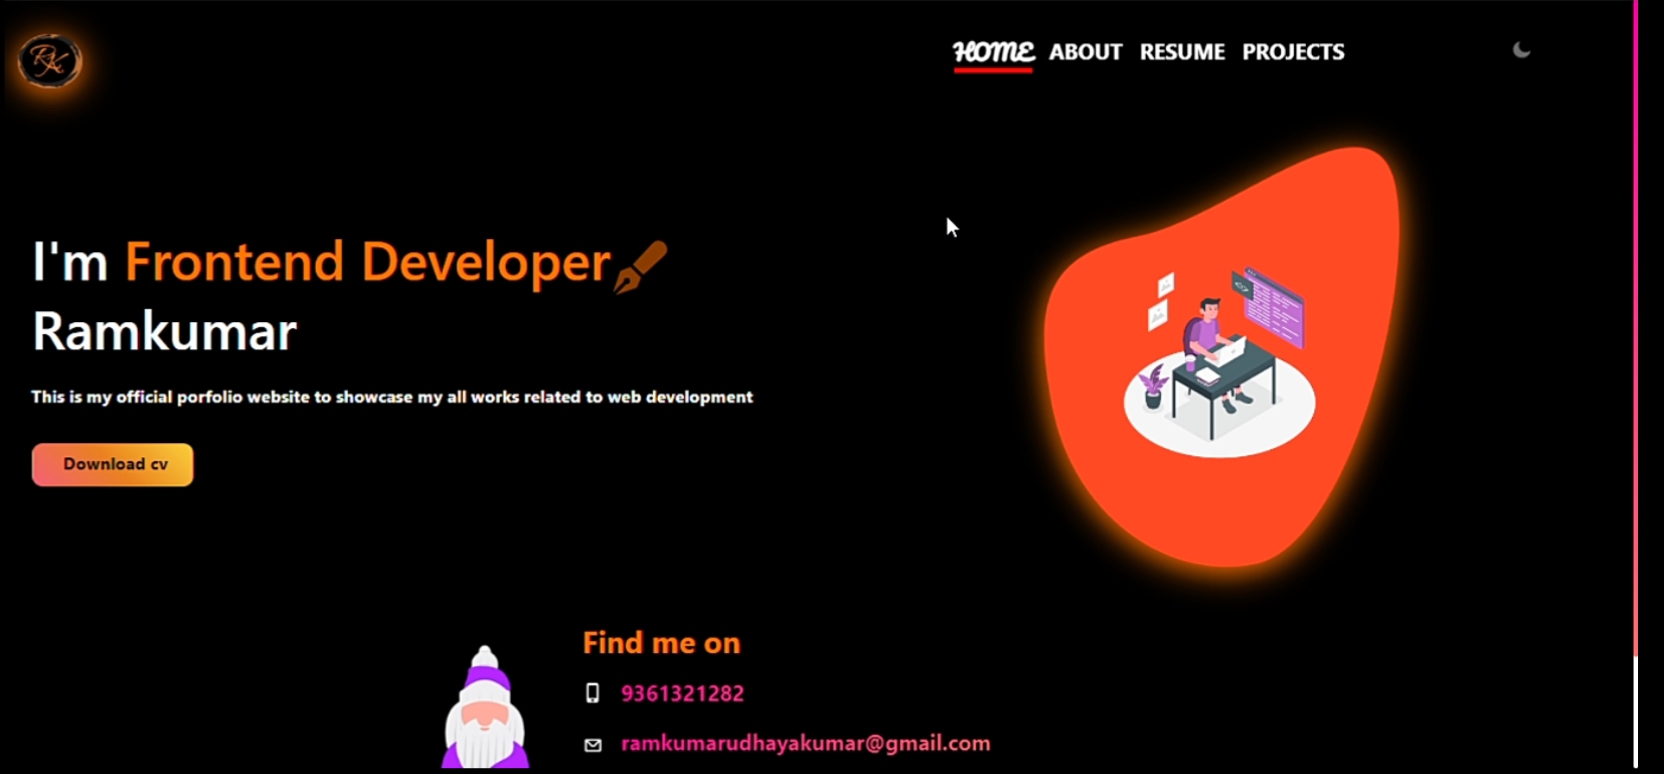 RK
HOME ABOUT RESUME PROJECTS
I'm Frontend Developer
Ramkumar
This is my official porfolio website to showcase my all works related to web development
Download cv
Find me on
9361321282
ramkumarudhayakumar@gmail.com